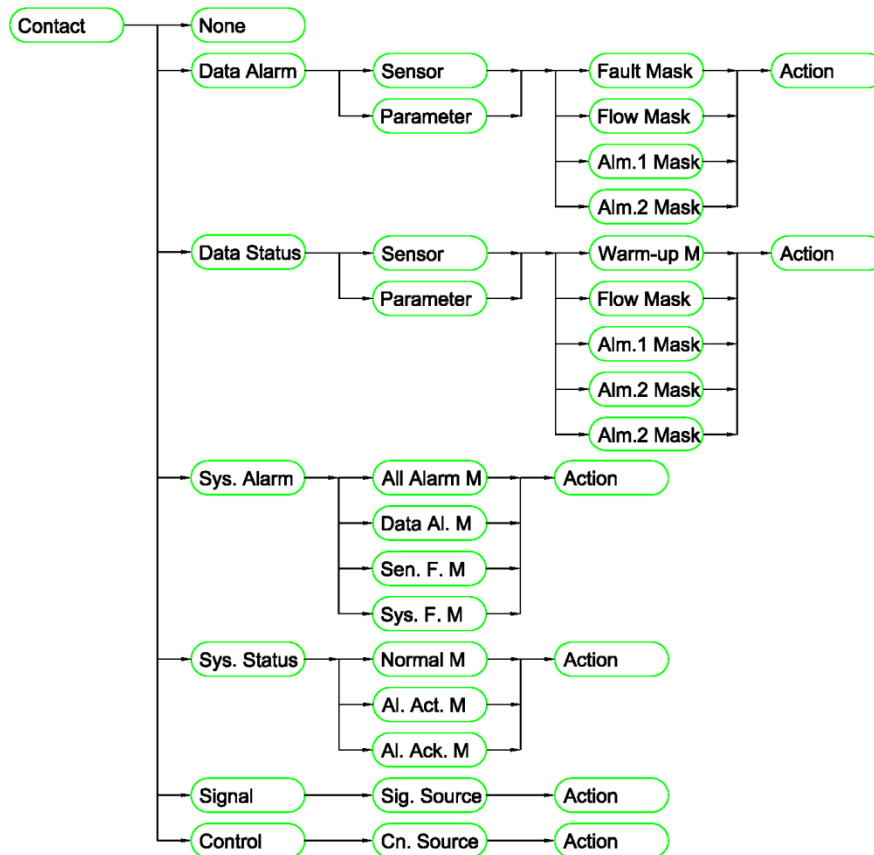 Contact
None
Data Alarm
Sensor
Fault Mask
Action
Parameter
Flow Mask
Alm.1 Mask
Alm.2 Mask
Data Status
Sensor
Warm-up M
Action
Parameter
Flow Mask
Alm.1 Mask
Alm.2 Mask
Alm.2 Mask
Sys. Alarm
All Alarm M
Action
Data Al. M
Sen. F. M
Sys. F. M
Sys. Status
Normal M
Action
Al. Act. M
Al. Ack. M
Signal
Sig. Source
Action
Control
Cn. Source
Action